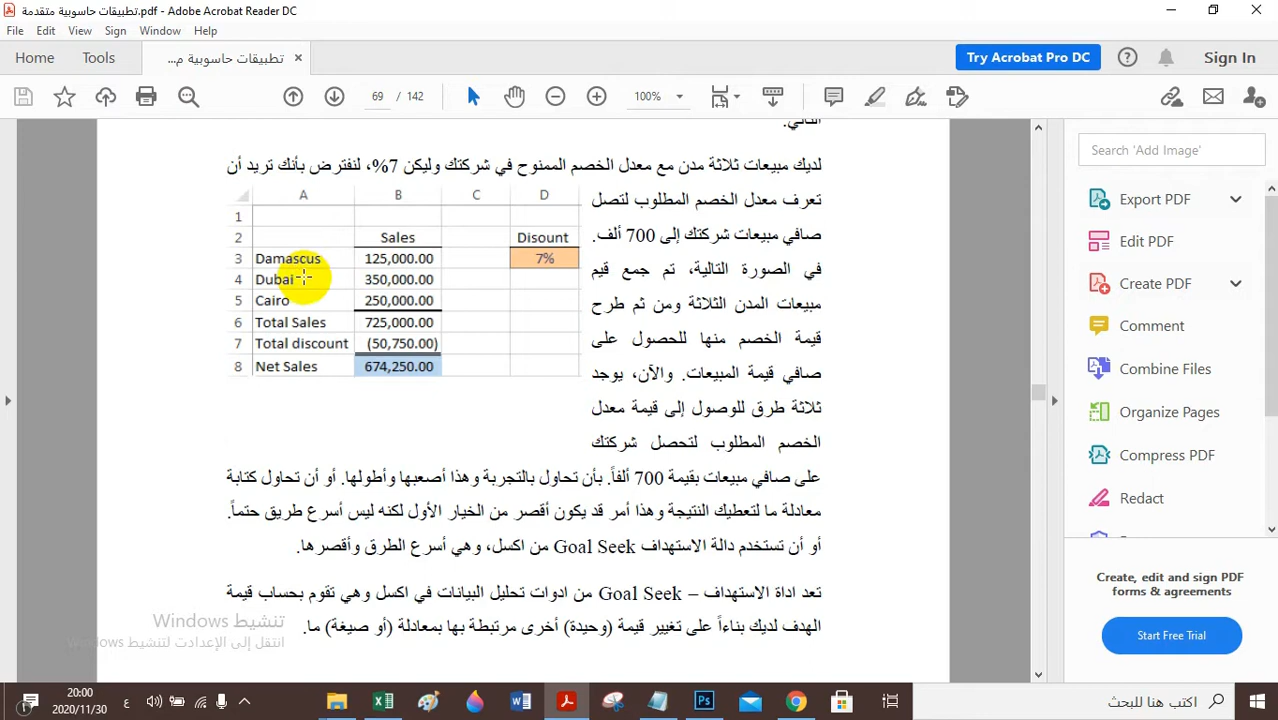 تطبيقات حاسوبية متقدمة.pdf - Adobe Acrobat Reader DC
File Edit View Sign Window Help
Home Tools تطبيقات حاسوبية م... × Try Acrobat Pro DC Sign In
69 / 142 100%
التالي.
لديك مبيعات ثلاثة مدن مع معدل الخصم الممنوح في شركتك وليكن 7%، لنفترض بأنك تريد أن
تعرف معدل الخصم المطلوب لتصل
صافي مبيعات شركتك إلى 700 ألف.
في الصورة التالية، تم جمع قيم
مبيعات المدن الثلاثة ومن ثم طرح
قيمة الخصم منها للحصول على
صافي قيمة المبيعات. والآن، يوجد
ثلاثة طرق للوصول إلى قيمة معدل
الخصم المطلوب لتحصل شركتك
A B C D
1
2 Sales Disount
3 Damascus 125,000.00 7%
4 Dubai 350,000.00
5 Cairo 250,000.00
6 Total Sales 725,000.00
7 Total discount (50,750.00)
8 Net Sales 674,250.00
على صافي مبيعات بقيمة 700 ألفاً. بأن تحاول بالتجربة وهذا أصعبها وأطولها. أو أن تحاول كتابة
معادلة ما لتعطيك النتيجة وهذا أمر قد يكون أقصر من الخيار الأول لكنه ليس أسرع طريق حتماً.
أو أن تستخدم دالة الاستهداف Goal Seek من اكسل، وهي أسرع الطرق وأقصرها.
تعد اداة الاستهداف – Goal Seek من ادوات تحليل البيانات في اكسل وهي تقوم بحساب قيمة
الهدف لديك بناءاً على تغيير قيمة (وحيدة) أخرى مرتبطة بها بمعادلة (أو صيغة) ما.
تنشيط Windows
انتقل إلى الإعدادت لتنشيط Windows
Search 'Add Image'
Export PDF
Edit PDF
Create PDF
Comment
Combine Files
Organize Pages
Compress PDF
Redact
Create, edit and sign PDF
forms & agreements
Start Free Trial
20:00
2020/11/30
ع
اكتب هنا للبحث